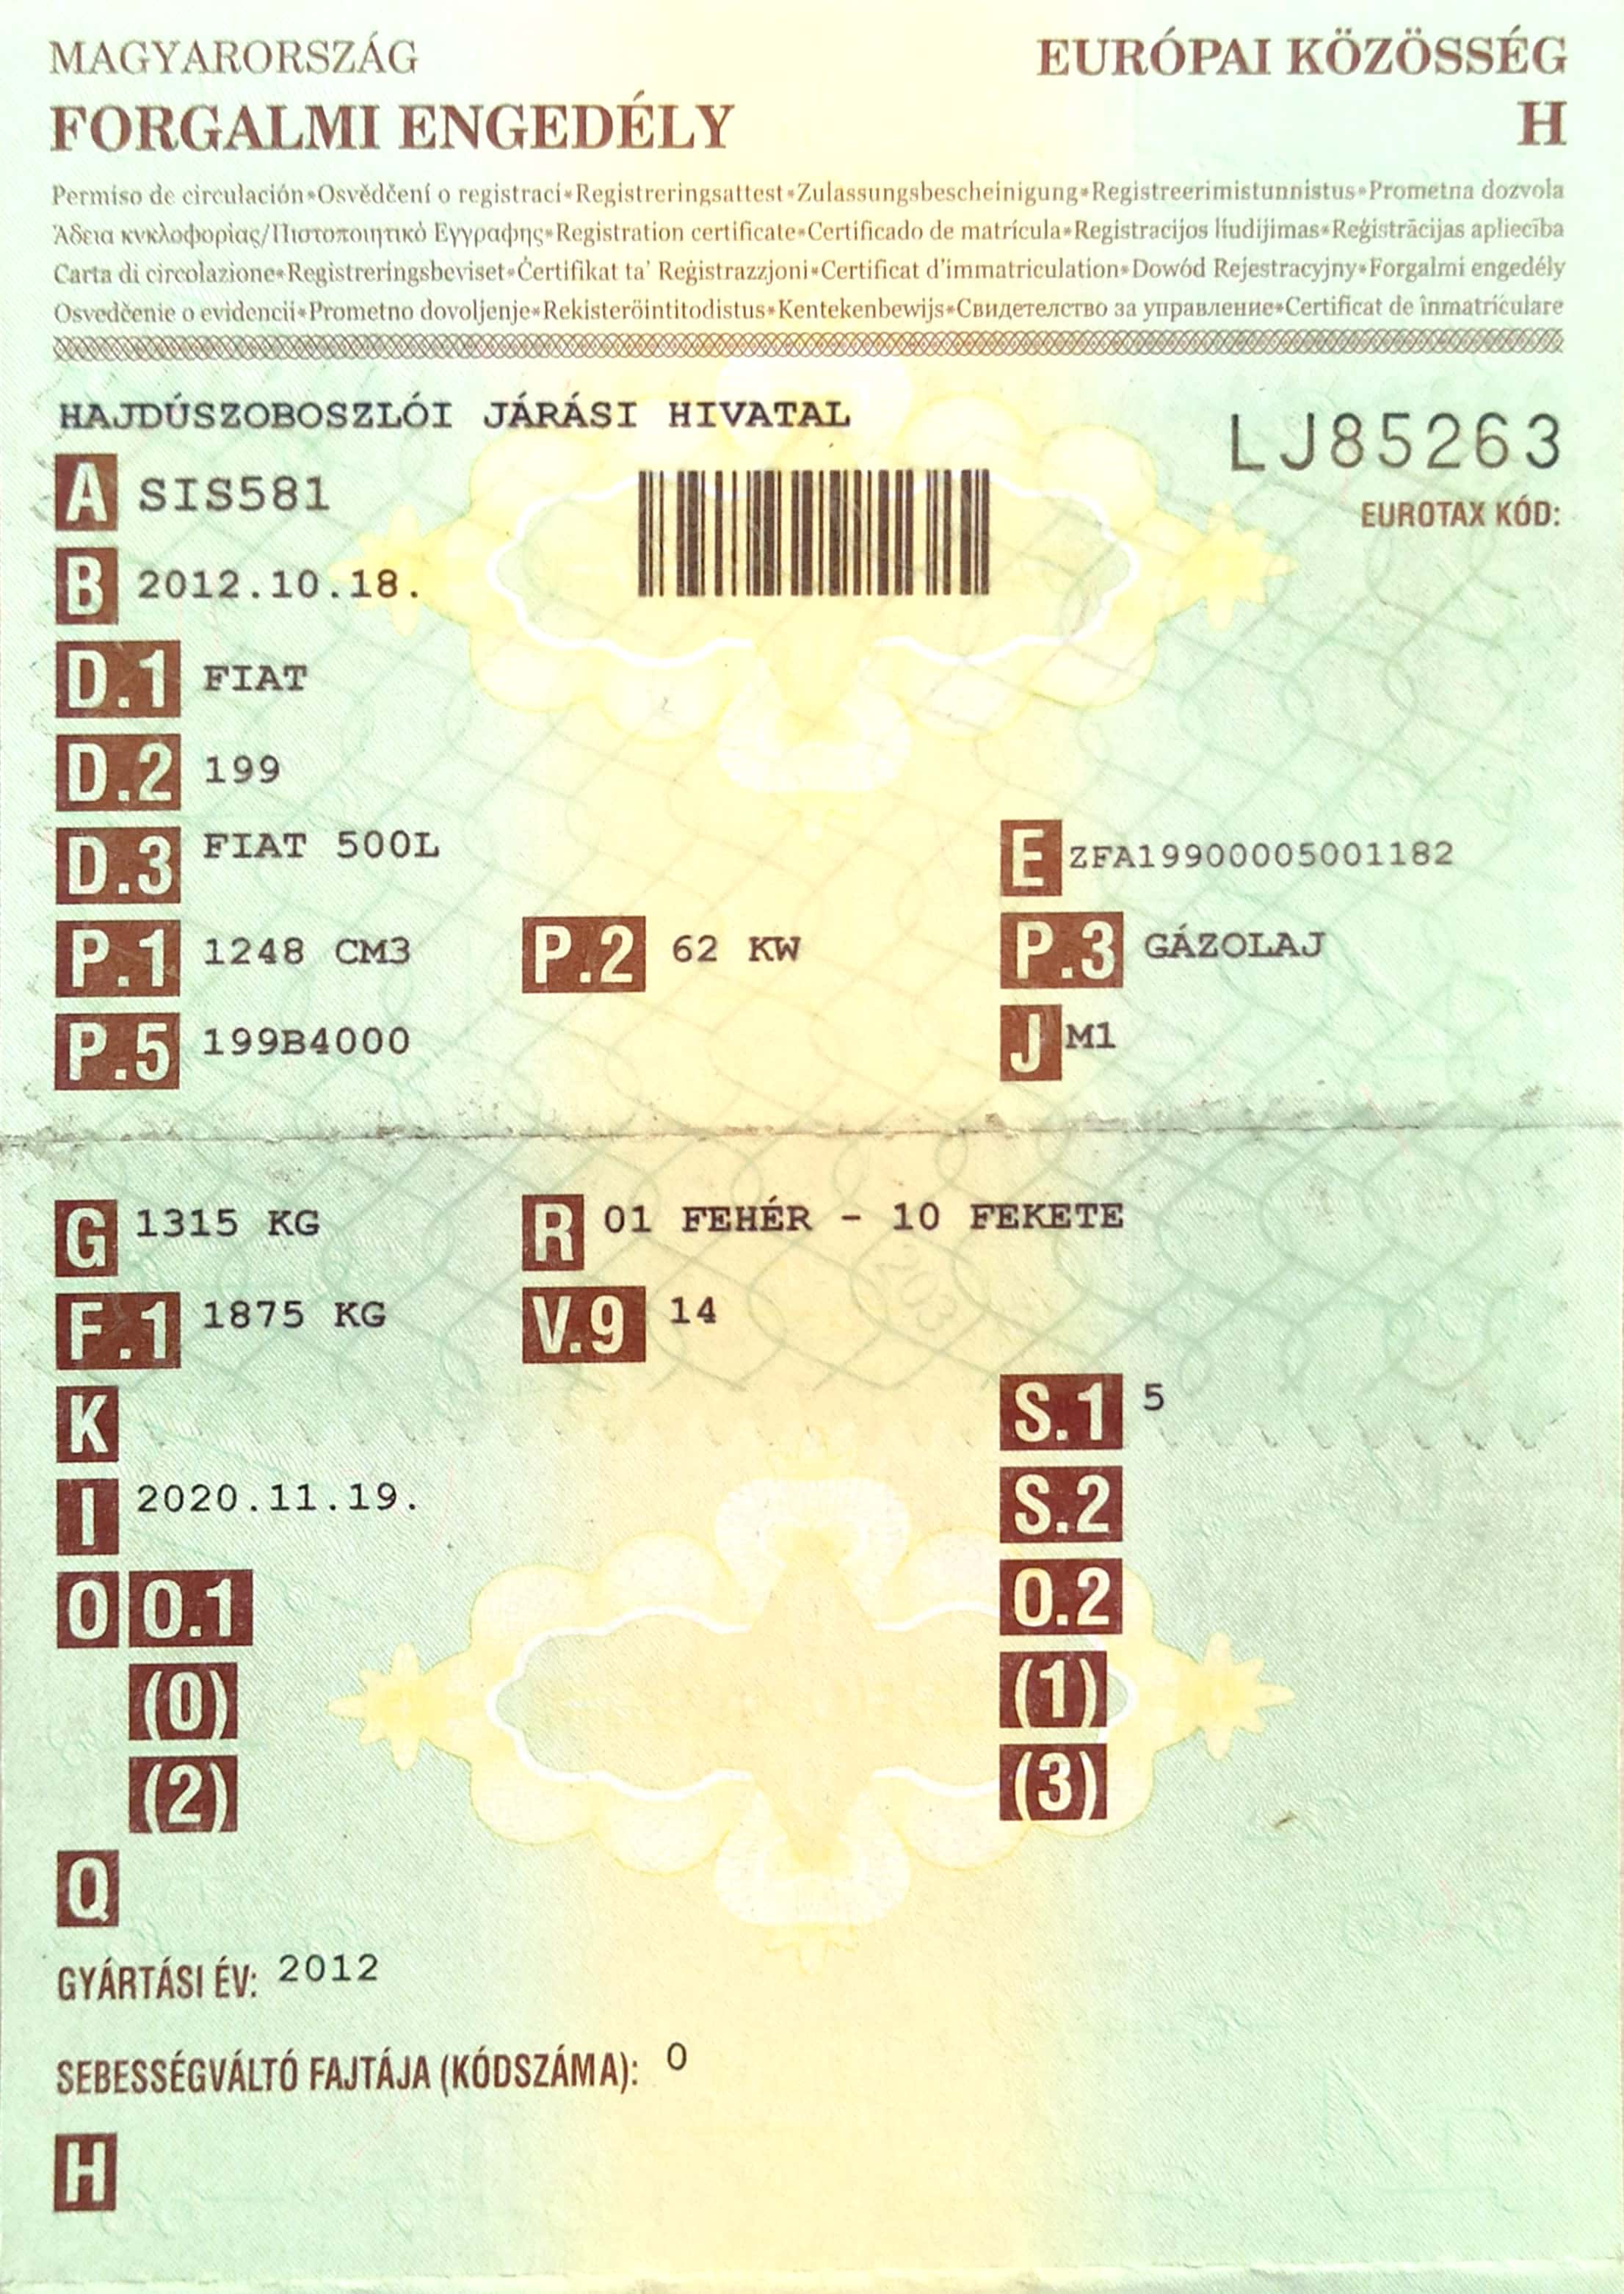 MAGYARORSZÁG
EURÓPAI KÖZÖSSÉG
FORGALMI ENGEDÉLY
H
Permiso de circulación*Osvědčení o registraci*Registreringsattest*Zulassungsbescheinigung*Registreerimistunnistus*Prometna dozvola
Άδεια κνκλοφορίας/Πιστοποιητικό Εγγραφης*Registration certificate*Certificado de matrícula*Registracijos liudijimas*Reģistrācijas apliecība
Carta di circolazione*Registreringsbeviset*Ċertifikat ta' Reġistrazzjoni*Certificat d'immatriculation*Dowód Rejestracyjny*Forgalmi engedély
Osvedčenie o evidencii*Prometno dovoljenje*Rekisteröintitodistus*Kentekenbewijs*Свидетелство за управление*Certificat de înmatriculare
HAJDÚSZOBOSZLÓI JÁRÁSI HIVATAL
LJ85263
A SIS581
EUROTAX KÓD:
B 2012.10.18.
D.1 FIAT
D.2 199
D.3 FIAT 500L
E ZFA19900005001182
P.1 1248 CM3 P.2 62 KW P.3 GÁZOLAJ
P.5 199B4000 J M1
G 1315 KG R 01 FEHÉR - 10 FEKETE
F.1 1875 KG V.9 14
K S.1 5
I 2020.11.19. S.2
O O.1 O.2
(0) (1)
(2) (3)
Q
GYÁRTÁSI ÉV: 2012
SEBESSÉGVÁLTÓ FAJTÁJA (KÓDSZÁMA): 0
H